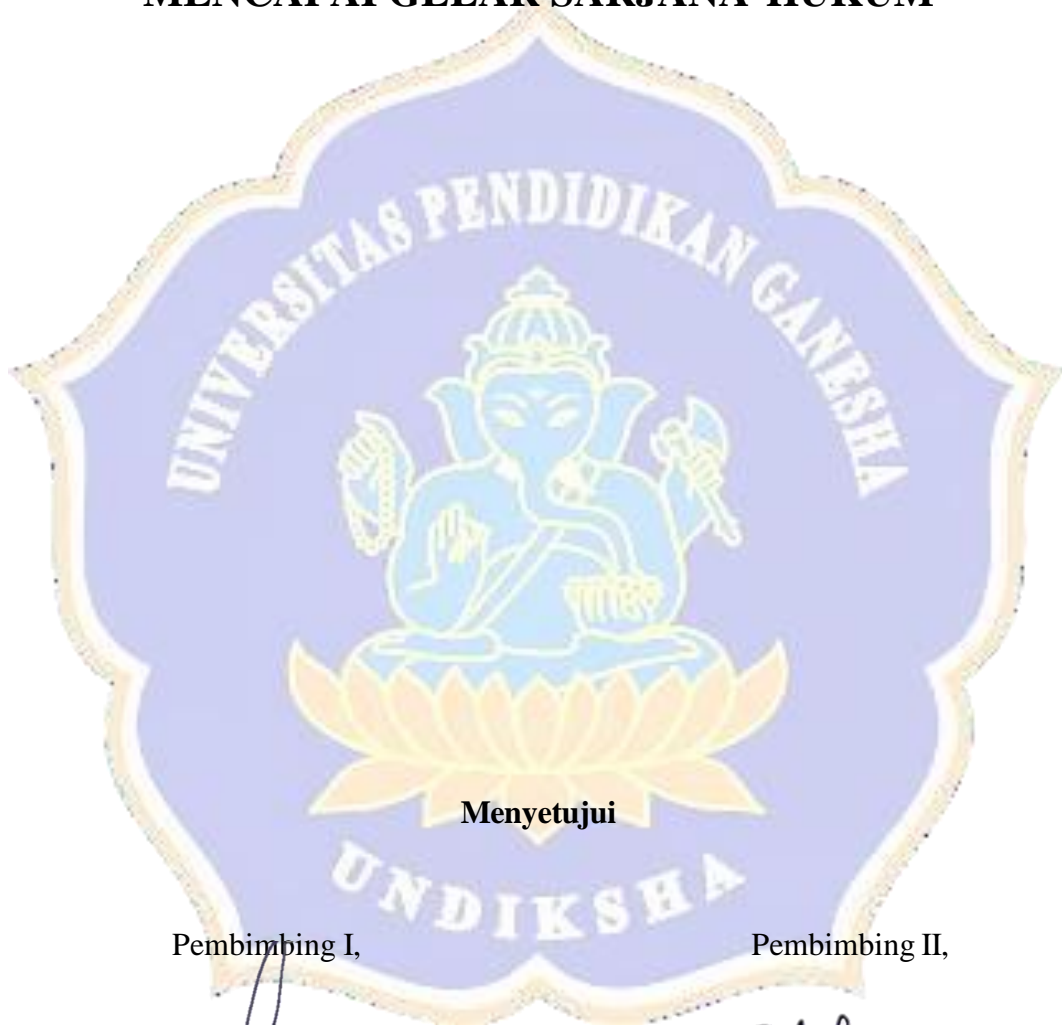 MENCAPAI GELAR SARJANA HUKUM
UNIVERSITAS PENDIDIKAN GANESHA
Menyetujui
UNDIKSHA
Pembimbing I,
Pembimbing II,